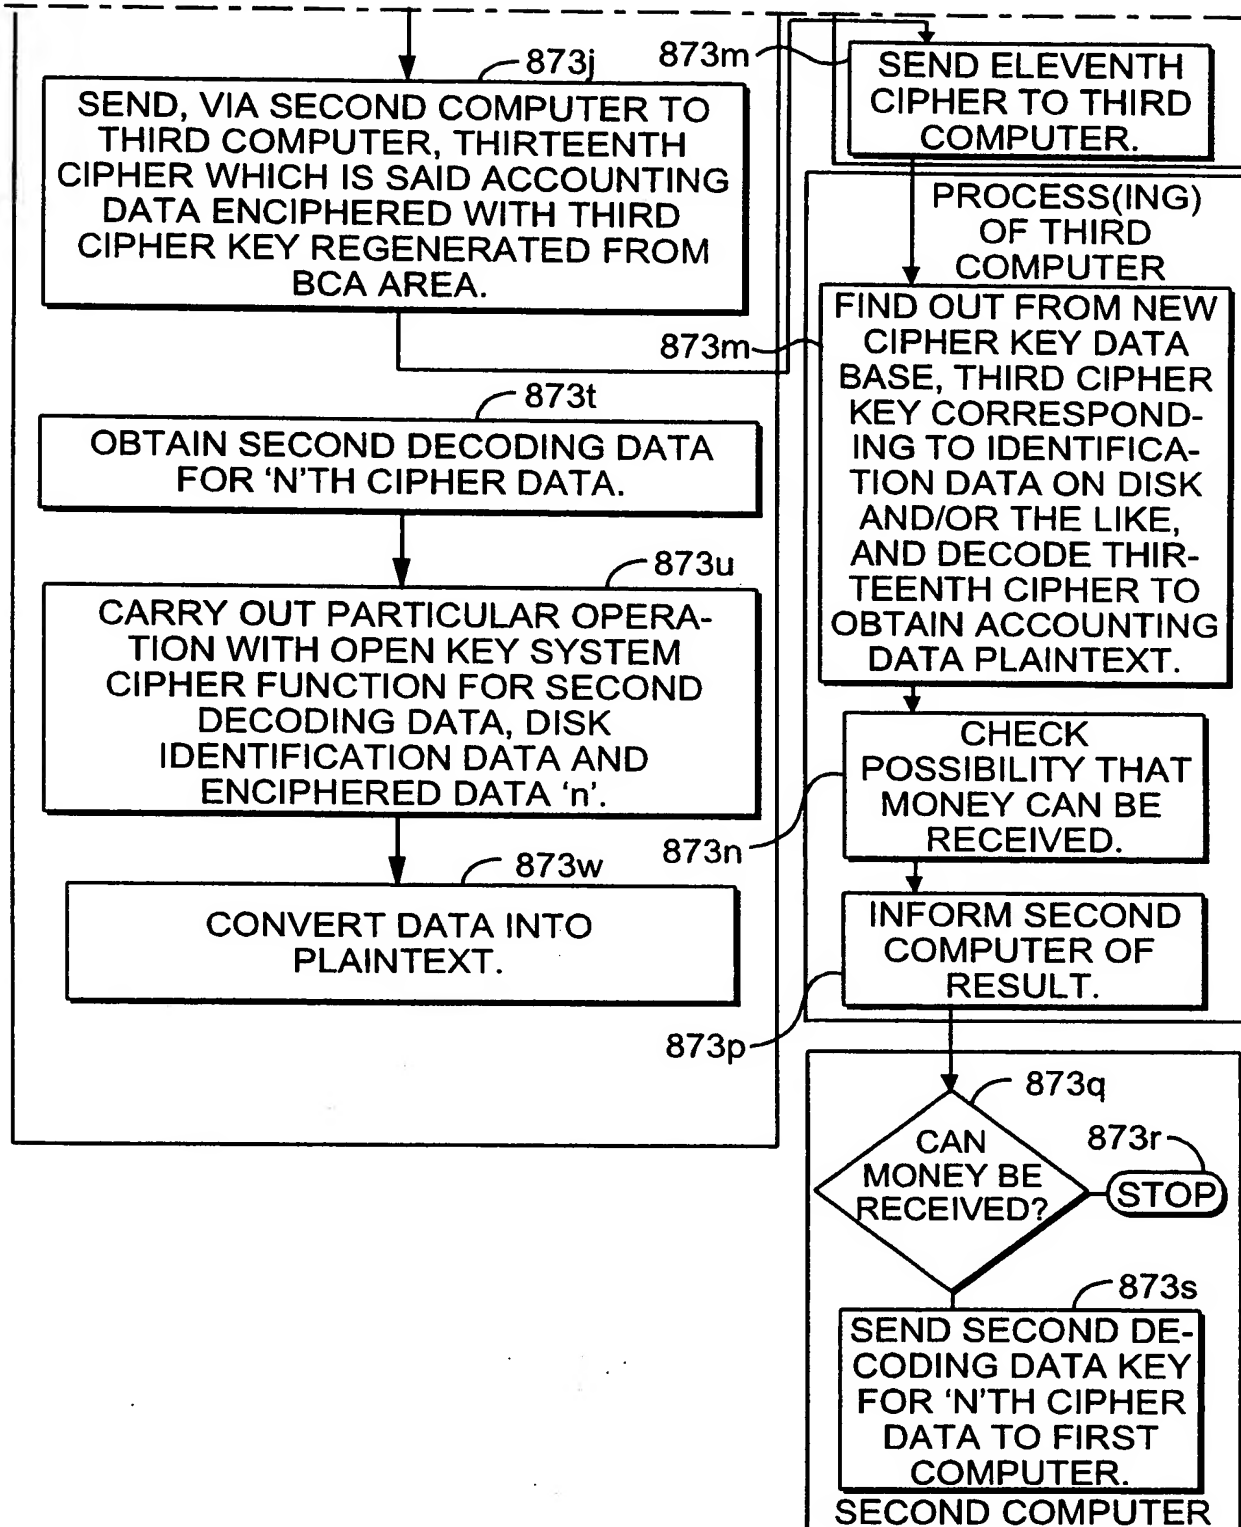 873j
SEND, VIA SECOND COMPUTER TO
THIRD COMPUTER, THIRTEENTH
CIPHER WHICH IS SAID ACCOUNTING
DATA ENCIPHERED WITH THIRD
CIPHER KEY REGENERATED FROM
BCA AREA.
873t
OBTAIN SECOND DECODING DATA
FOR ‘N’TH CIPHER DATA.
873u
CARRY OUT PARTICULAR OPERA-
TION WITH OPEN KEY SYSTEM
CIPHER FUNCTION FOR SECOND
DECODING DATA, DISK
IDENTIFICATION DATA AND
ENCIPHERED DATA ‘n’.
873w
CONVERT DATA INTO
PLAINTEXT.
873m
SEND ELEVENTH
CIPHER TO THIRD
COMPUTER.
PROCESS(ING)
OF THIRD
COMPUTER
873m
FIND OUT FROM NEW
CIPHER KEY DATA
BASE, THIRD CIPHER
KEY CORRESPOND-
ING TO IDENTIFICA-
TION DATA ON DISK
AND/OR THE LIKE,
AND DECODE THIR-
TEENTH CIPHER TO
OBTAIN ACCOUNTING
DATA PLAINTEXT.
CHECK
POSSIBILITY THAT
MONEY CAN BE
RECEIVED.
873n
INFORM SECOND
COMPUTER OF
RESULT.
873p
873q
CAN
MONEY BE
RECEIVED?
873r
STOP
873s
SEND SECOND DE-
CODING DATA KEY
FOR ‘N’TH CIPHER
DATA TO FIRST
COMPUTER.
SECOND COMPUTER